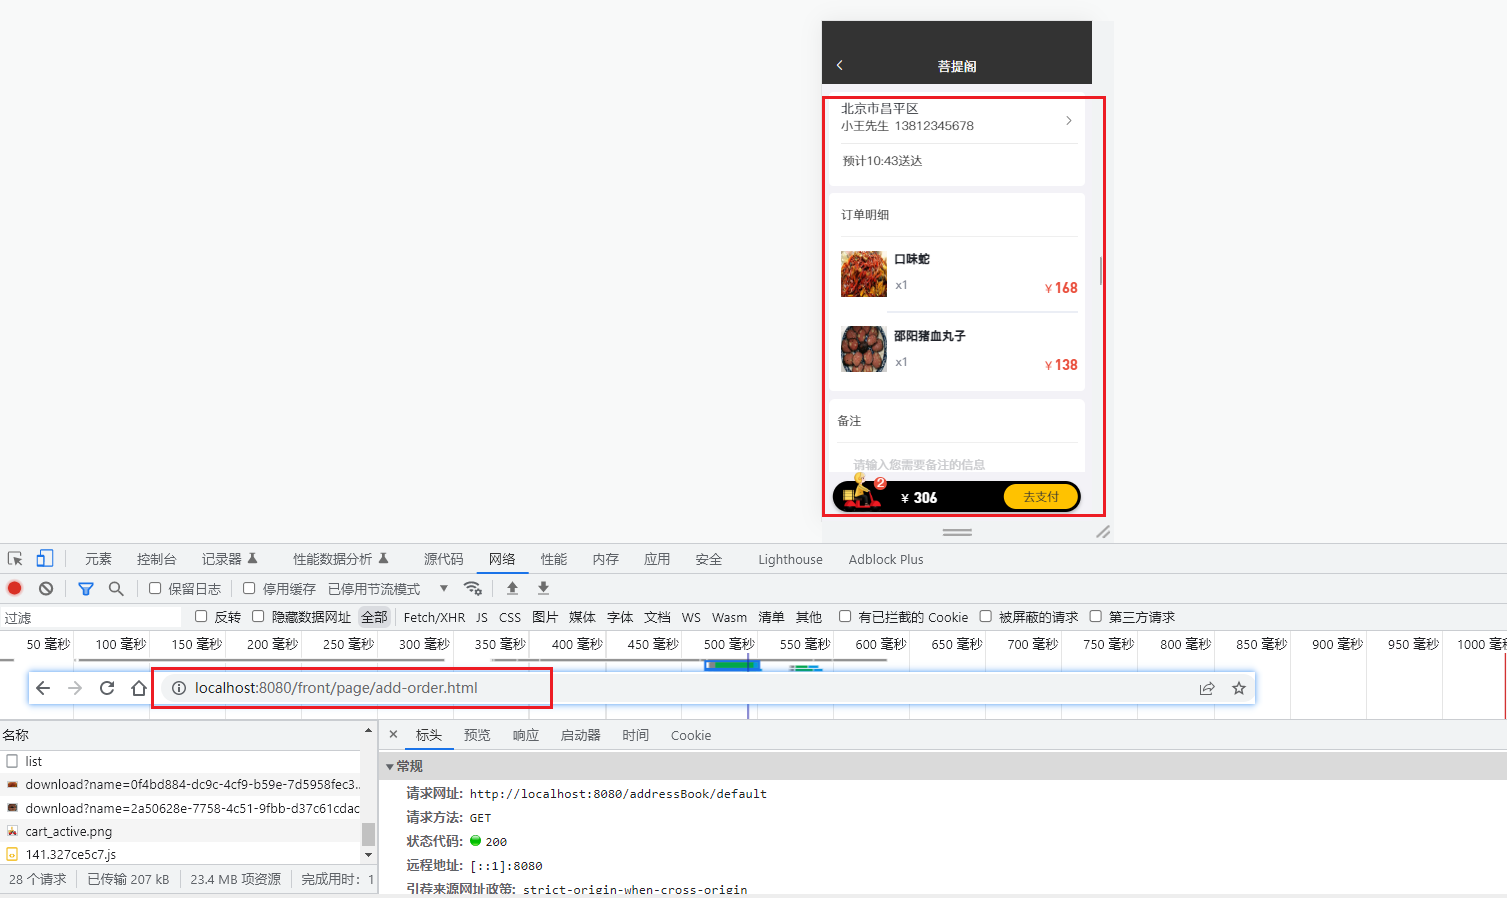 菩提阁
北京市昌平区
小王先生 13812345678
预计10:43送达
订单明细
口味蛇
x1
￥168
邵阳猪血丸子
x1
￥138
备注
请输入您需要备注的信息
2
￥ 306
去支付
元素 控制台 记录器 性能数据分析 源代码 网络 性能 内存 应用 安全 Lighthouse Adblock Plus
保留日志 停用缓存 已停用节流模式
过滤 反转 隐藏数据网址 全部 Fetch/XHR JS CSS 图片 媒体 字体 文档 WS Wasm 清单 其他 有已拦截的 Cookie 被屏蔽的请求 第三方请求
50 毫秒 100 毫秒 150 毫秒 200 毫秒 250 毫秒 300 毫秒 350 毫秒 400 毫秒 450 毫秒 500 毫秒 550 毫秒 600 毫秒 650 毫秒 700 毫秒 750 毫秒 800 毫秒 850 毫秒 900 毫秒 950 毫秒 1000 毫
localhost:8080/front/page/add-order.html
名称
list
download?name=0f4bd884-dc9c-4cf9-b59e-7d5958fec3...
download?name=2a50628e-7758-4c51-9fbb-d37c61cdac
cart_active.png
141.327ce5c7.js
28 个请求 已传输 207 kB 23.4 MB 项资源 完成用时： 1
× 标头 预览 响应 启动器 时间 Cookie
常规
请求网址: http://localhost:8080/addressBook/default
请求方法: GET
状态代码: 200
远程地址: [::1]:8080
引荐来源网址政策: strict-origin-when-cross-origin